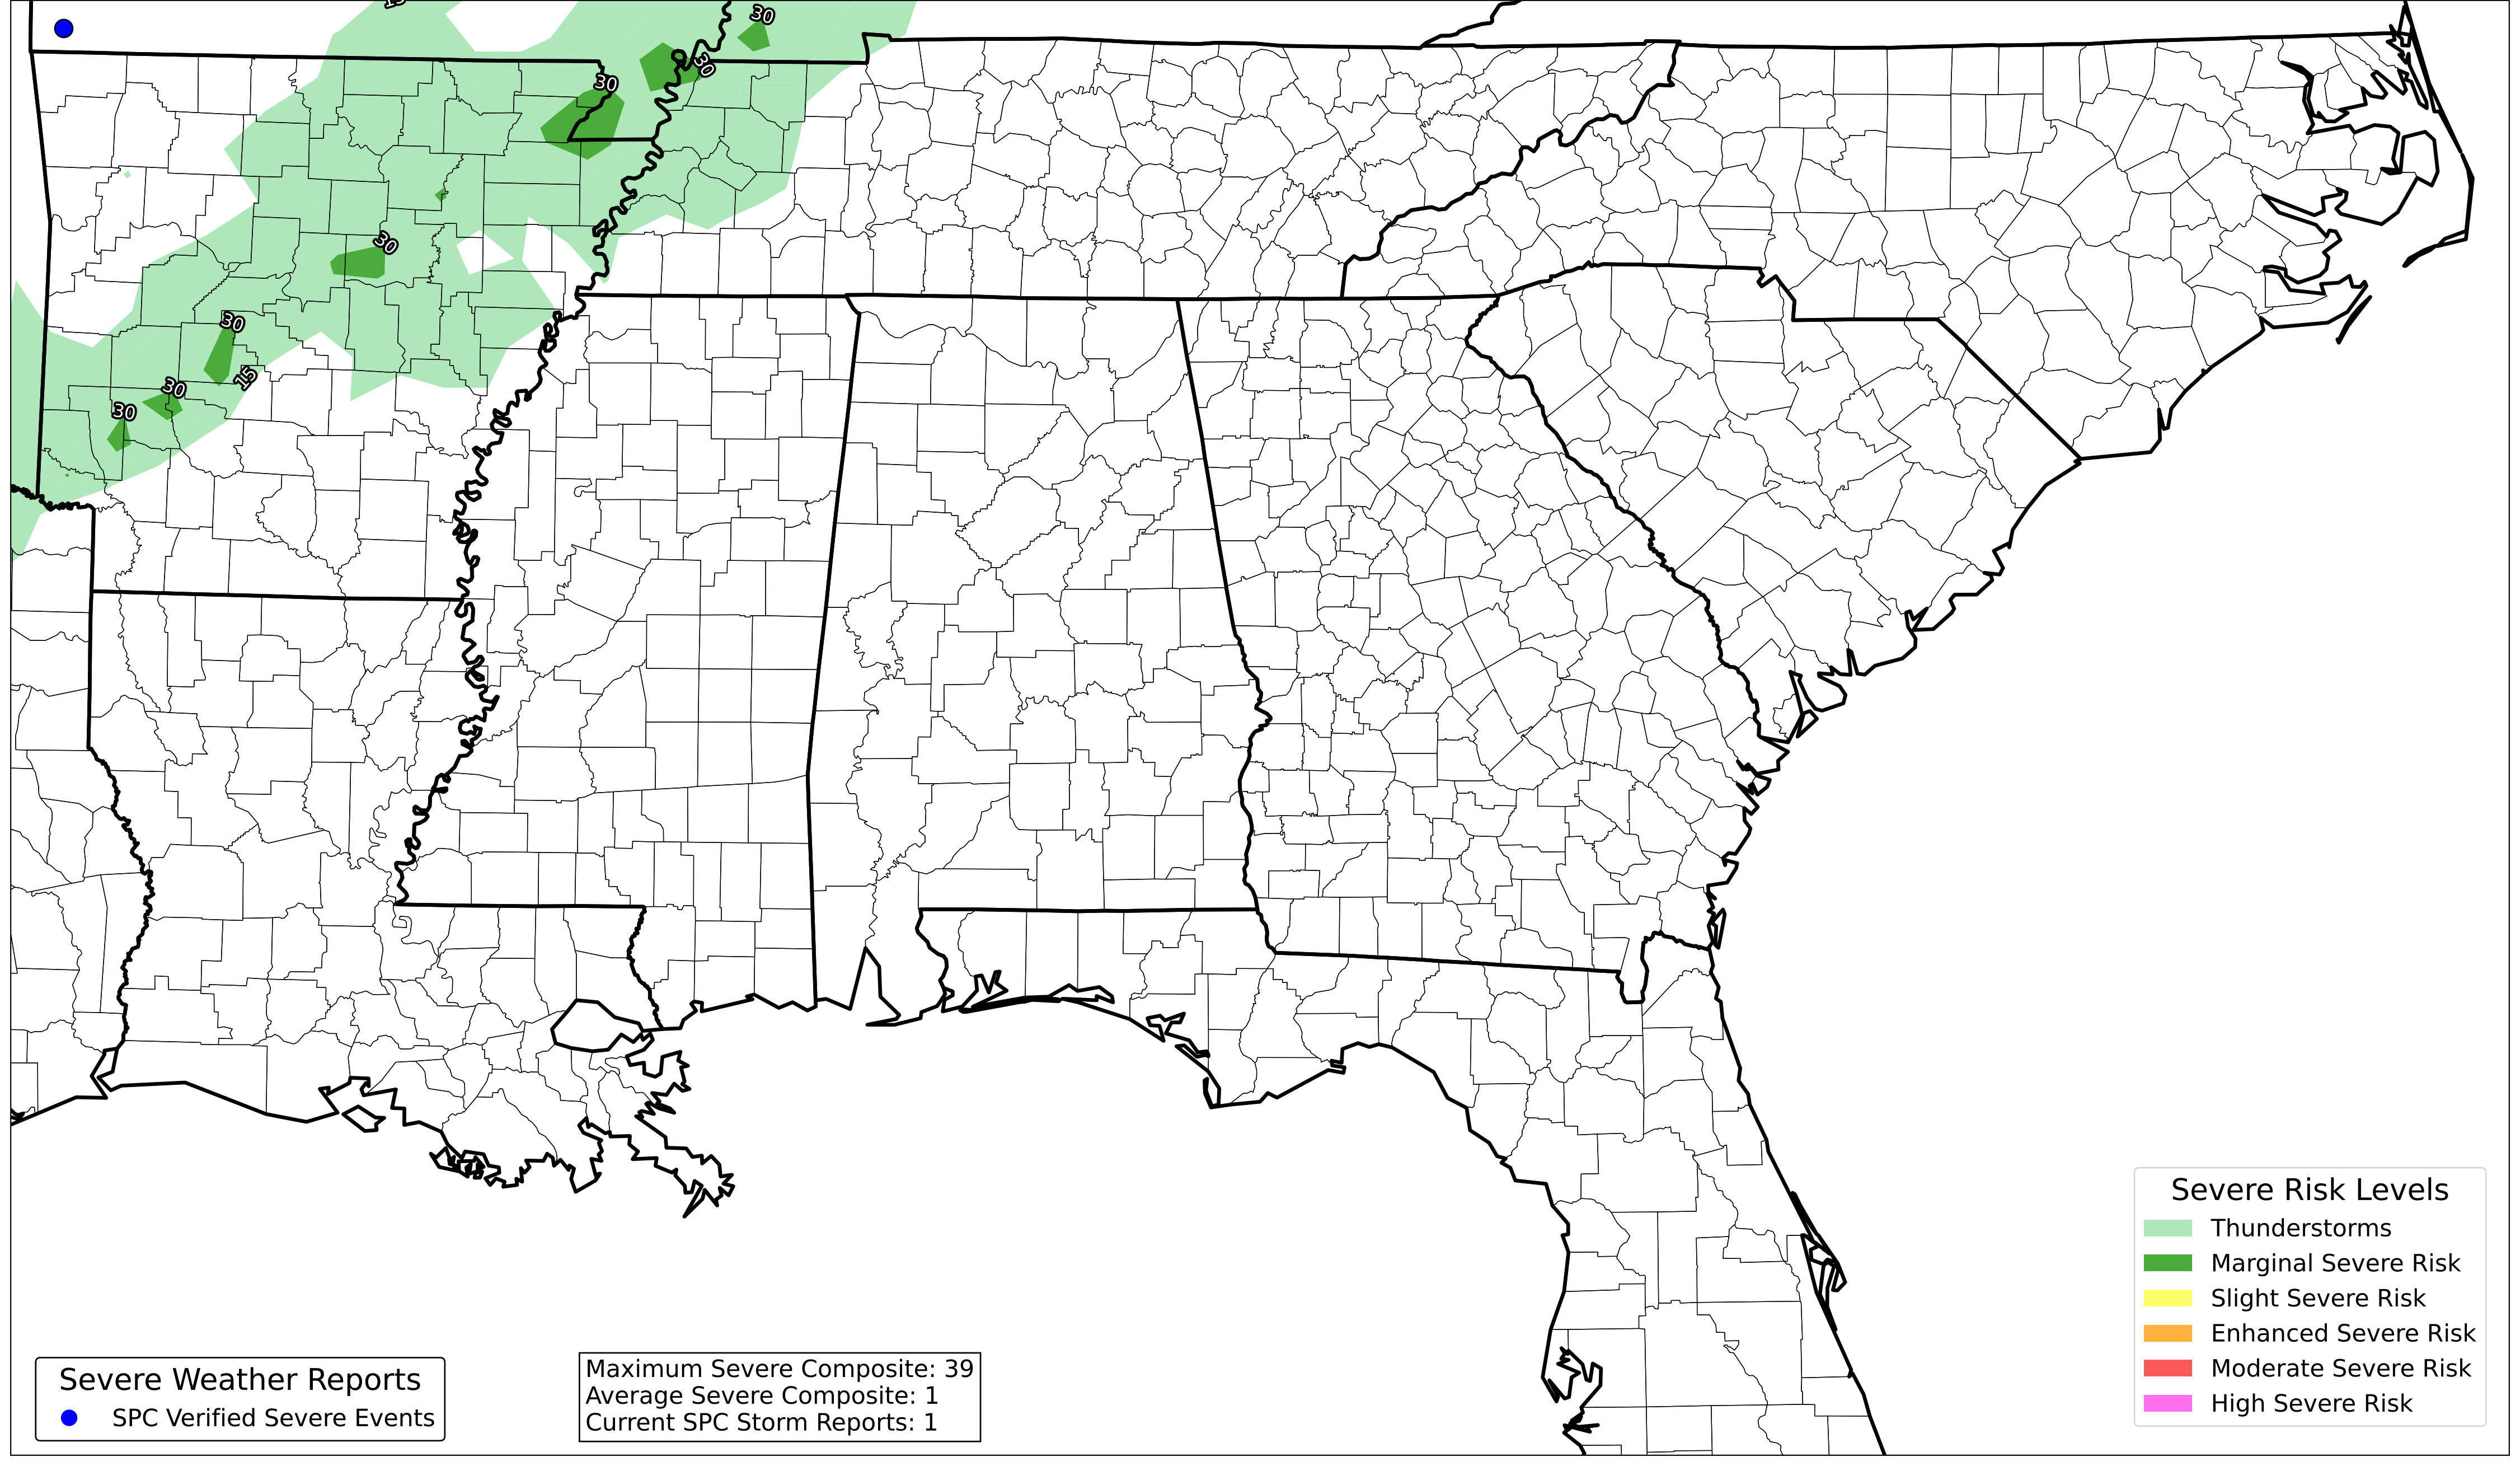 30
30
30
30
30
15
30
30
Severe Risk Levels
Thunderstorms
Marginal Severe Risk
Slight Severe Risk
Enhanced Severe Risk
Moderate Severe Risk
High Severe Risk
Severe Weather Reports
SPC Verified Severe Events
Maximum Severe Composite: 39
Average Severe Composite: 1
Current SPC Storm Reports: 1